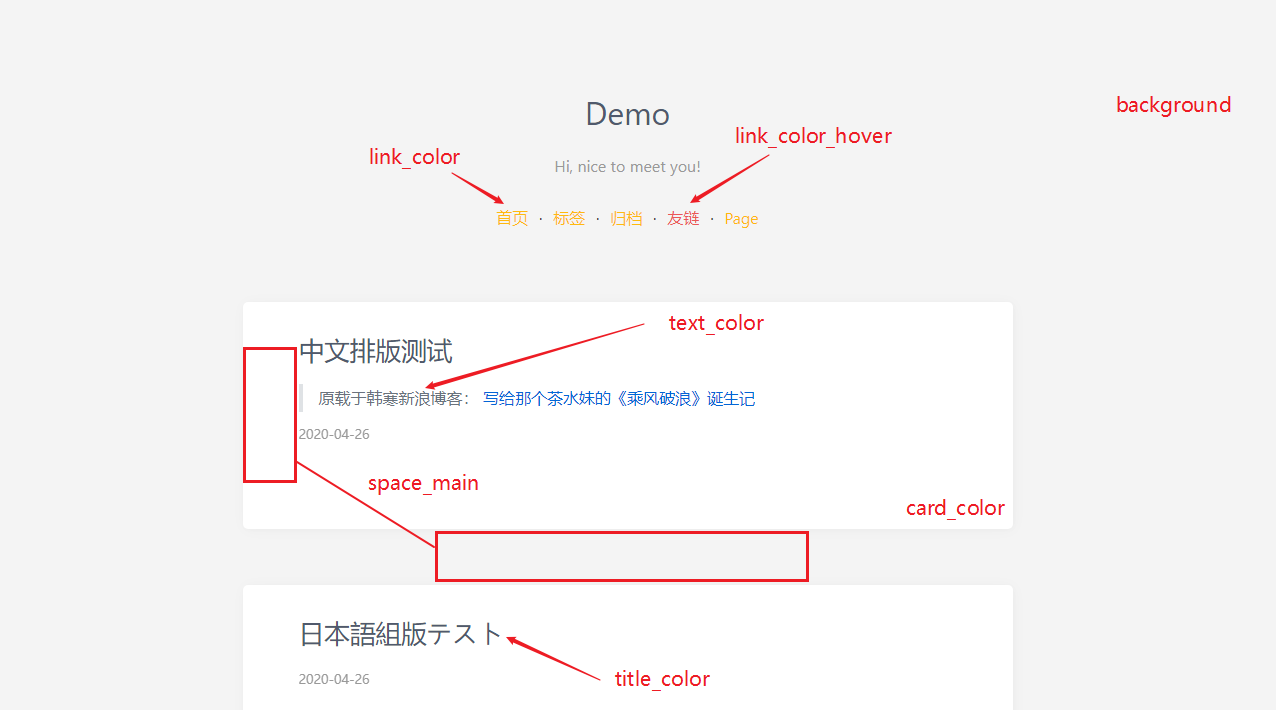 background
Demo
link_color_hover
link_color
Hi, nice to meet you!
首页 · 标签 · 归档 · 友链 · Page
text_color
中文排版测试
原载于韩寒新浪博客： 写给那个茶水妹的《乘风破浪》诞生记
2020-04-26
space_main
card_color
日本語組版テスト
2020-04-26
title_color